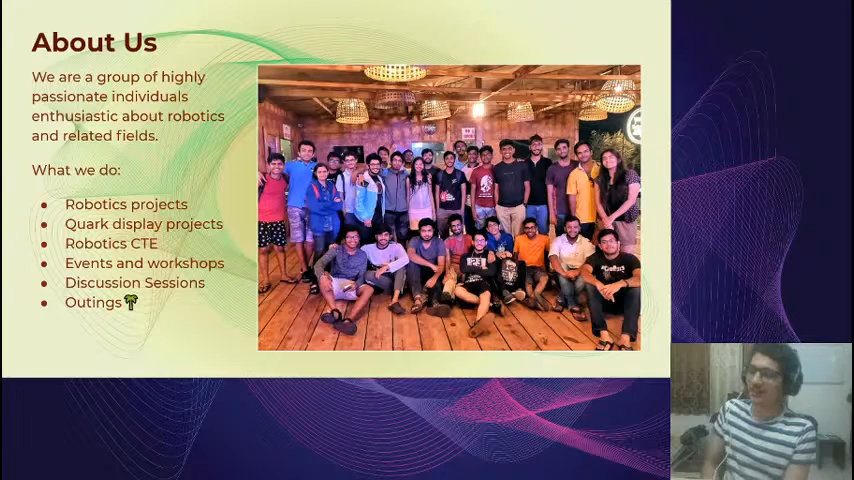 About Us
We are a group of highly
passionate individuals
enthusiastic about robotics
and related fields.
What we do:
● Robotics projects
● Quark display projects
● Robotics CTE
● Events and workshops
● Discussion Sessions
● Outings🌴